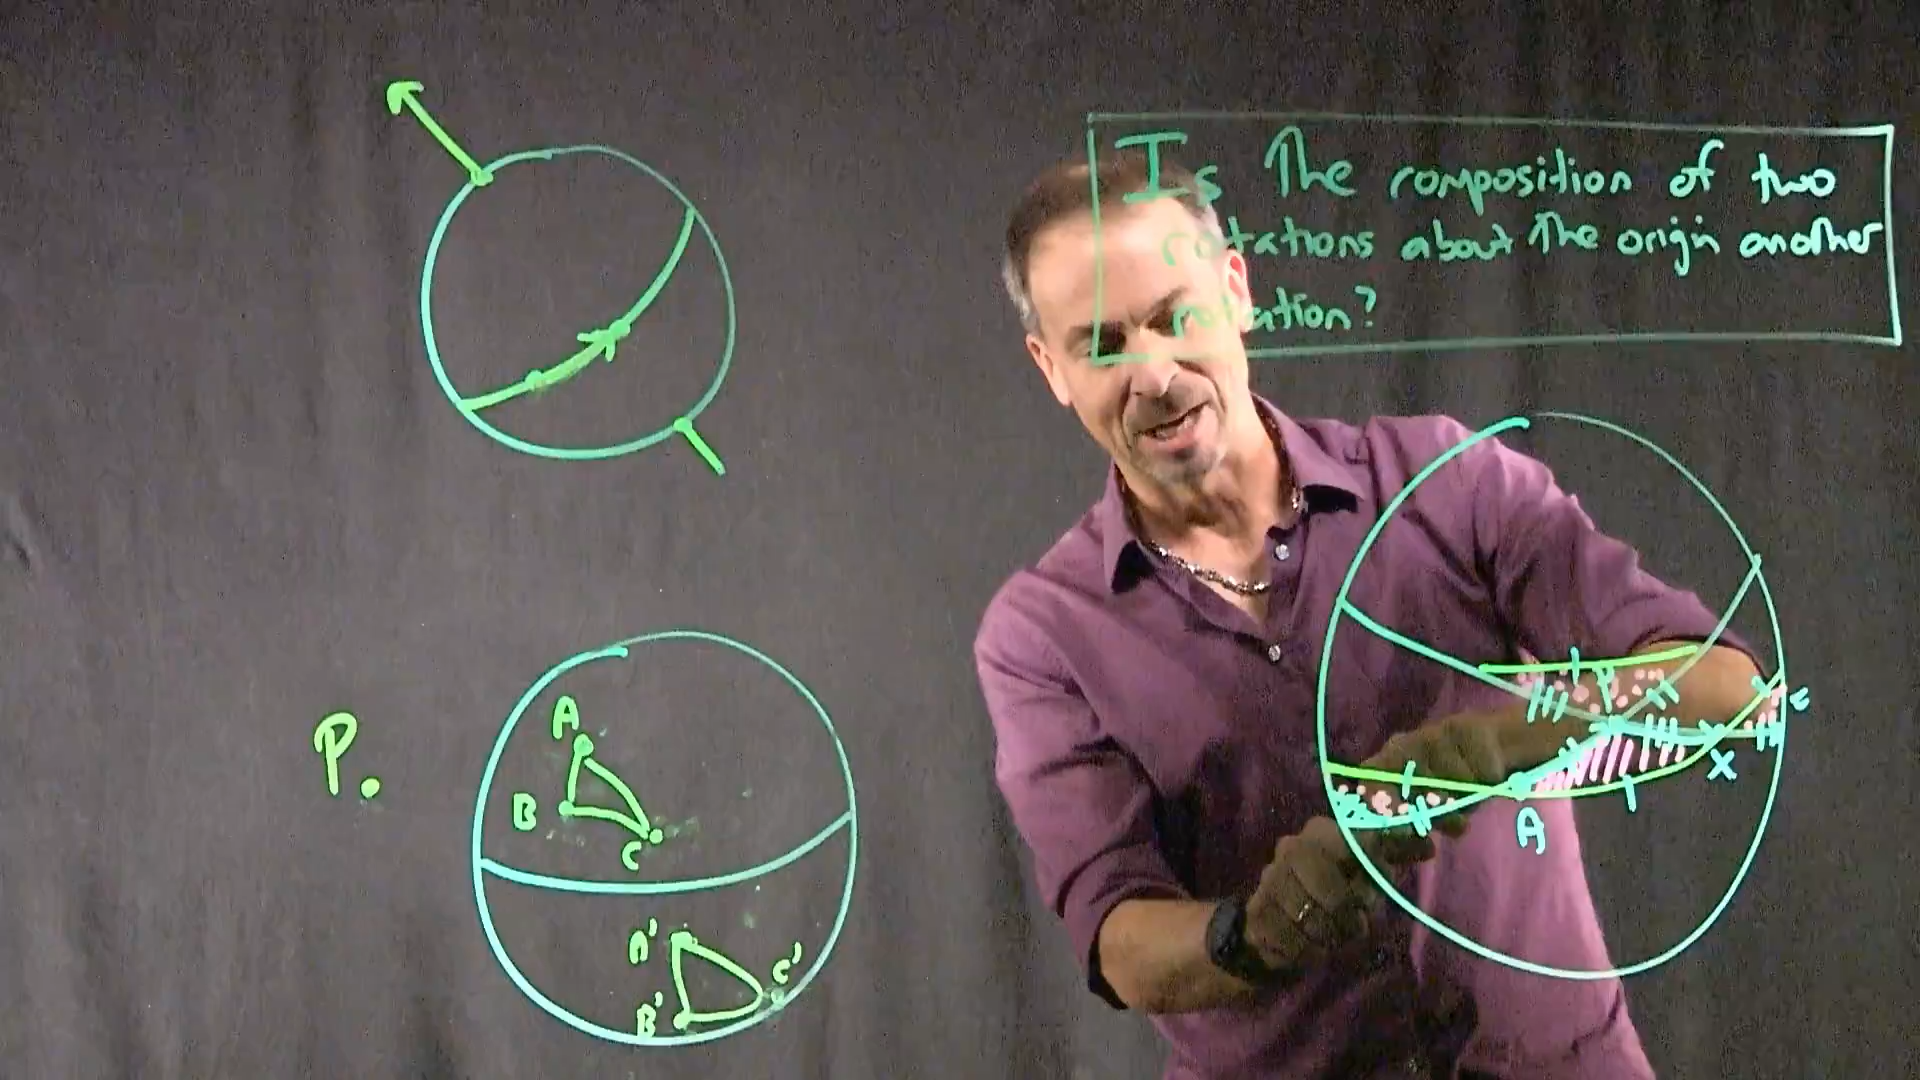 Is The composition of two
rotations about The origin another
rotation?
P
A
B
C
A'
B'
C'
P
A
X